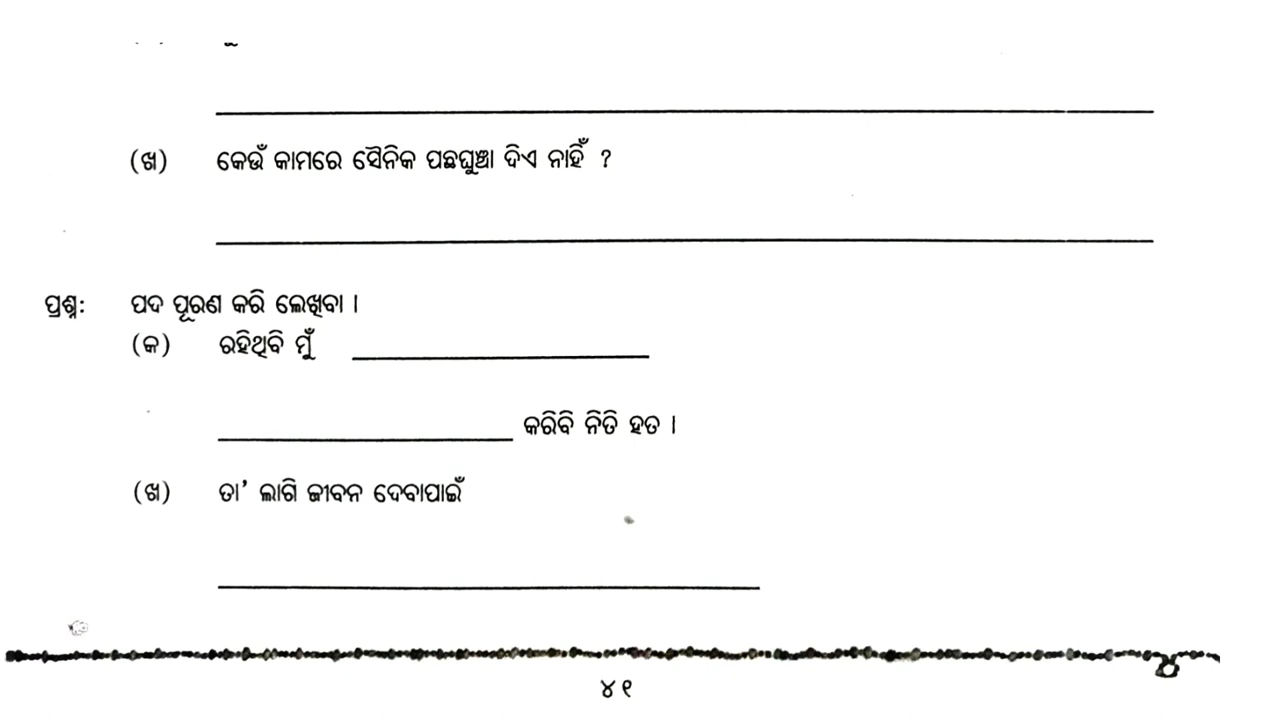 (ଖ) କେଉଁ କାମରେ ସୈନିକ ପଛଘୁଞ୍ଚା ଦିଏ ନାହିଁ ?
ପ୍ରଶ୍ନ: ପଦ ପୂରଣ କରି ଲେଖିବା ।
(କ) ରହିଥିବି ମୁଁ
କରିବି ନିତି ହତ ।
(ଖ) ତା' ଲାଗି ଜୀବନ ଦେବାପାଇଁ
୪୧